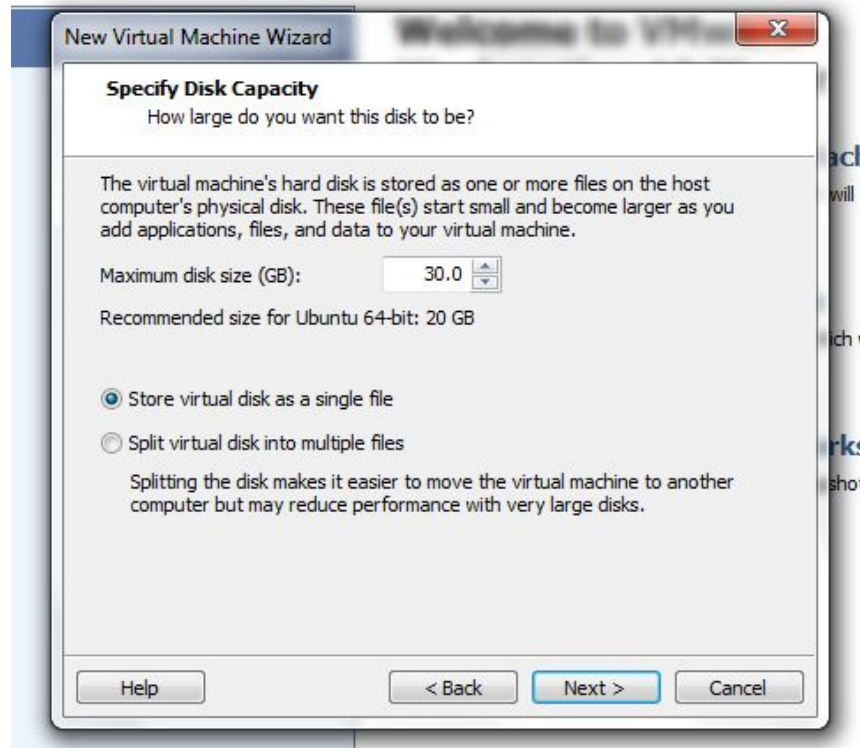 New Virtual Machine Wizard
Welcome to
Specify Disk Capacity
How large do you want this disk to be?
The virtual machine's hard disk is stored as one or more files on the host
computer's physical disk. These file(s) start small and become larger as you
add applications, files, and data to your virtual machine.
Maximum disk size (GB): 30.0
Recommended size for Ubuntu 64-bit: 20 GB
Store virtual disk as a single file
Split virtual disk into multiple files
Splitting the disk makes it easier to move the virtual machine to another
computer but may reduce performance with very large disks.
Help < Back Next > Cancel
will